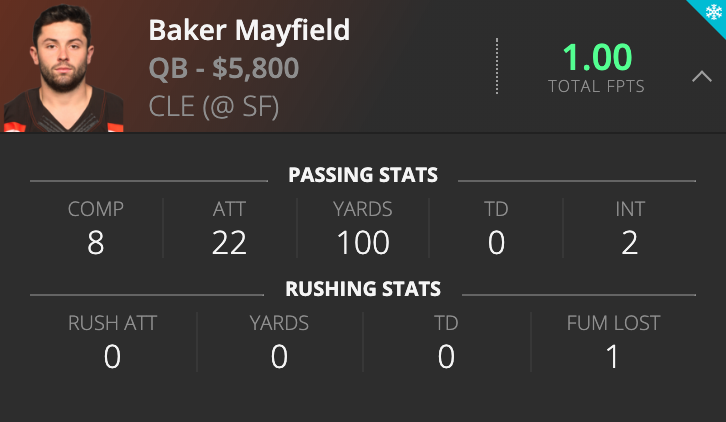 Baker Mayfield
QB - $5,800
CLE (@ SF)
1.00
TOTAL FPTS
PASSING STATS
COMP ATT YARDS TD INT
8 22 100 0 2
RUSHING STATS
RUSH ATT YARDS TD FUM LOST
0 0 0 1